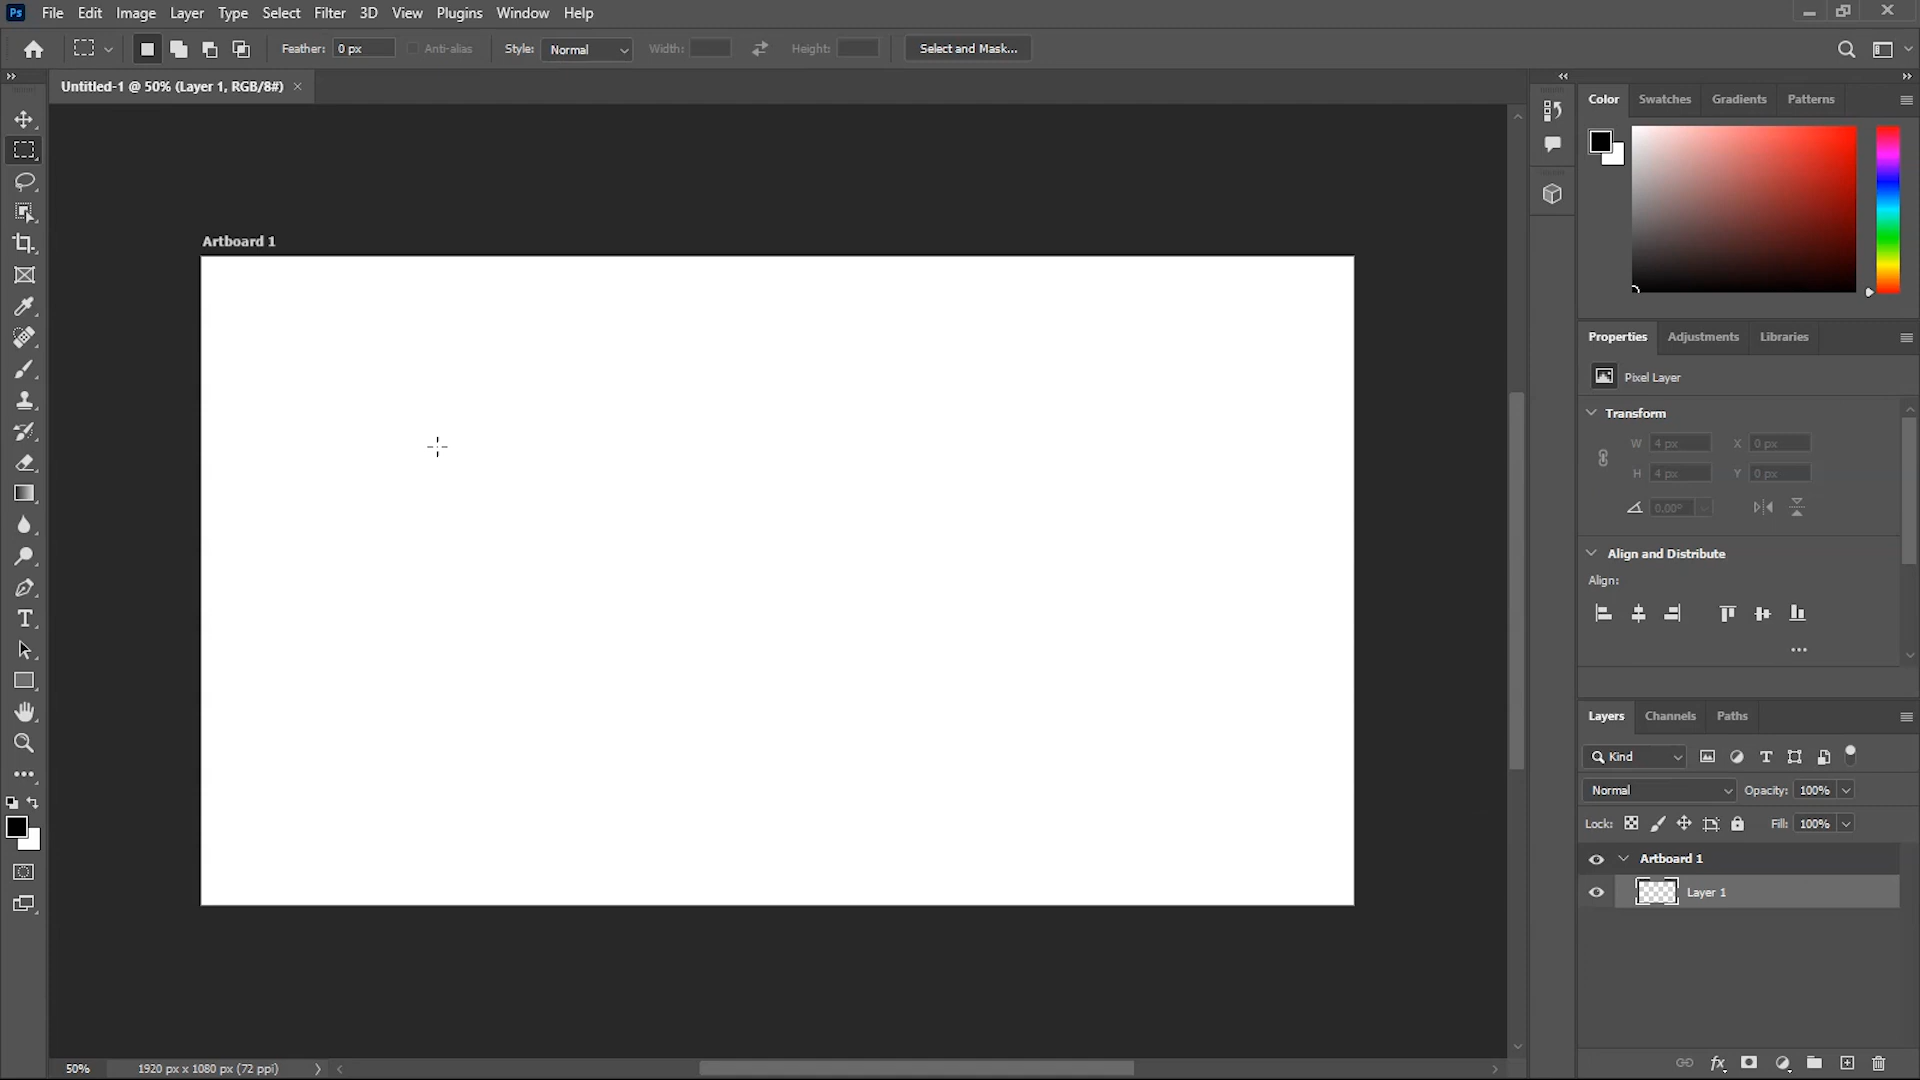 Ps File Edit Image Layer Type Select Filter 3D View Plugins Window Help
Feather: 0 px Anti-alias Style: Normal Width: Height: Select and Mask...
Untitled-1 @ 50% (Layer 1, RGB/8#)
Color Swatches Gradients Patterns
Artboard 1
Properties Adjustments Libraries
Pixel Layer
Transform
W 4 px X 0 px
H 4 px Y 0 px
0.00°
Align and Distribute
Align:
T
Layers Channels Paths
Kind T
Normal Opacity: 100%
Lock: Fill: 100%
Artboard 1
Layer 1
fx
50% 1920 px x 1080 px (72 ppi)